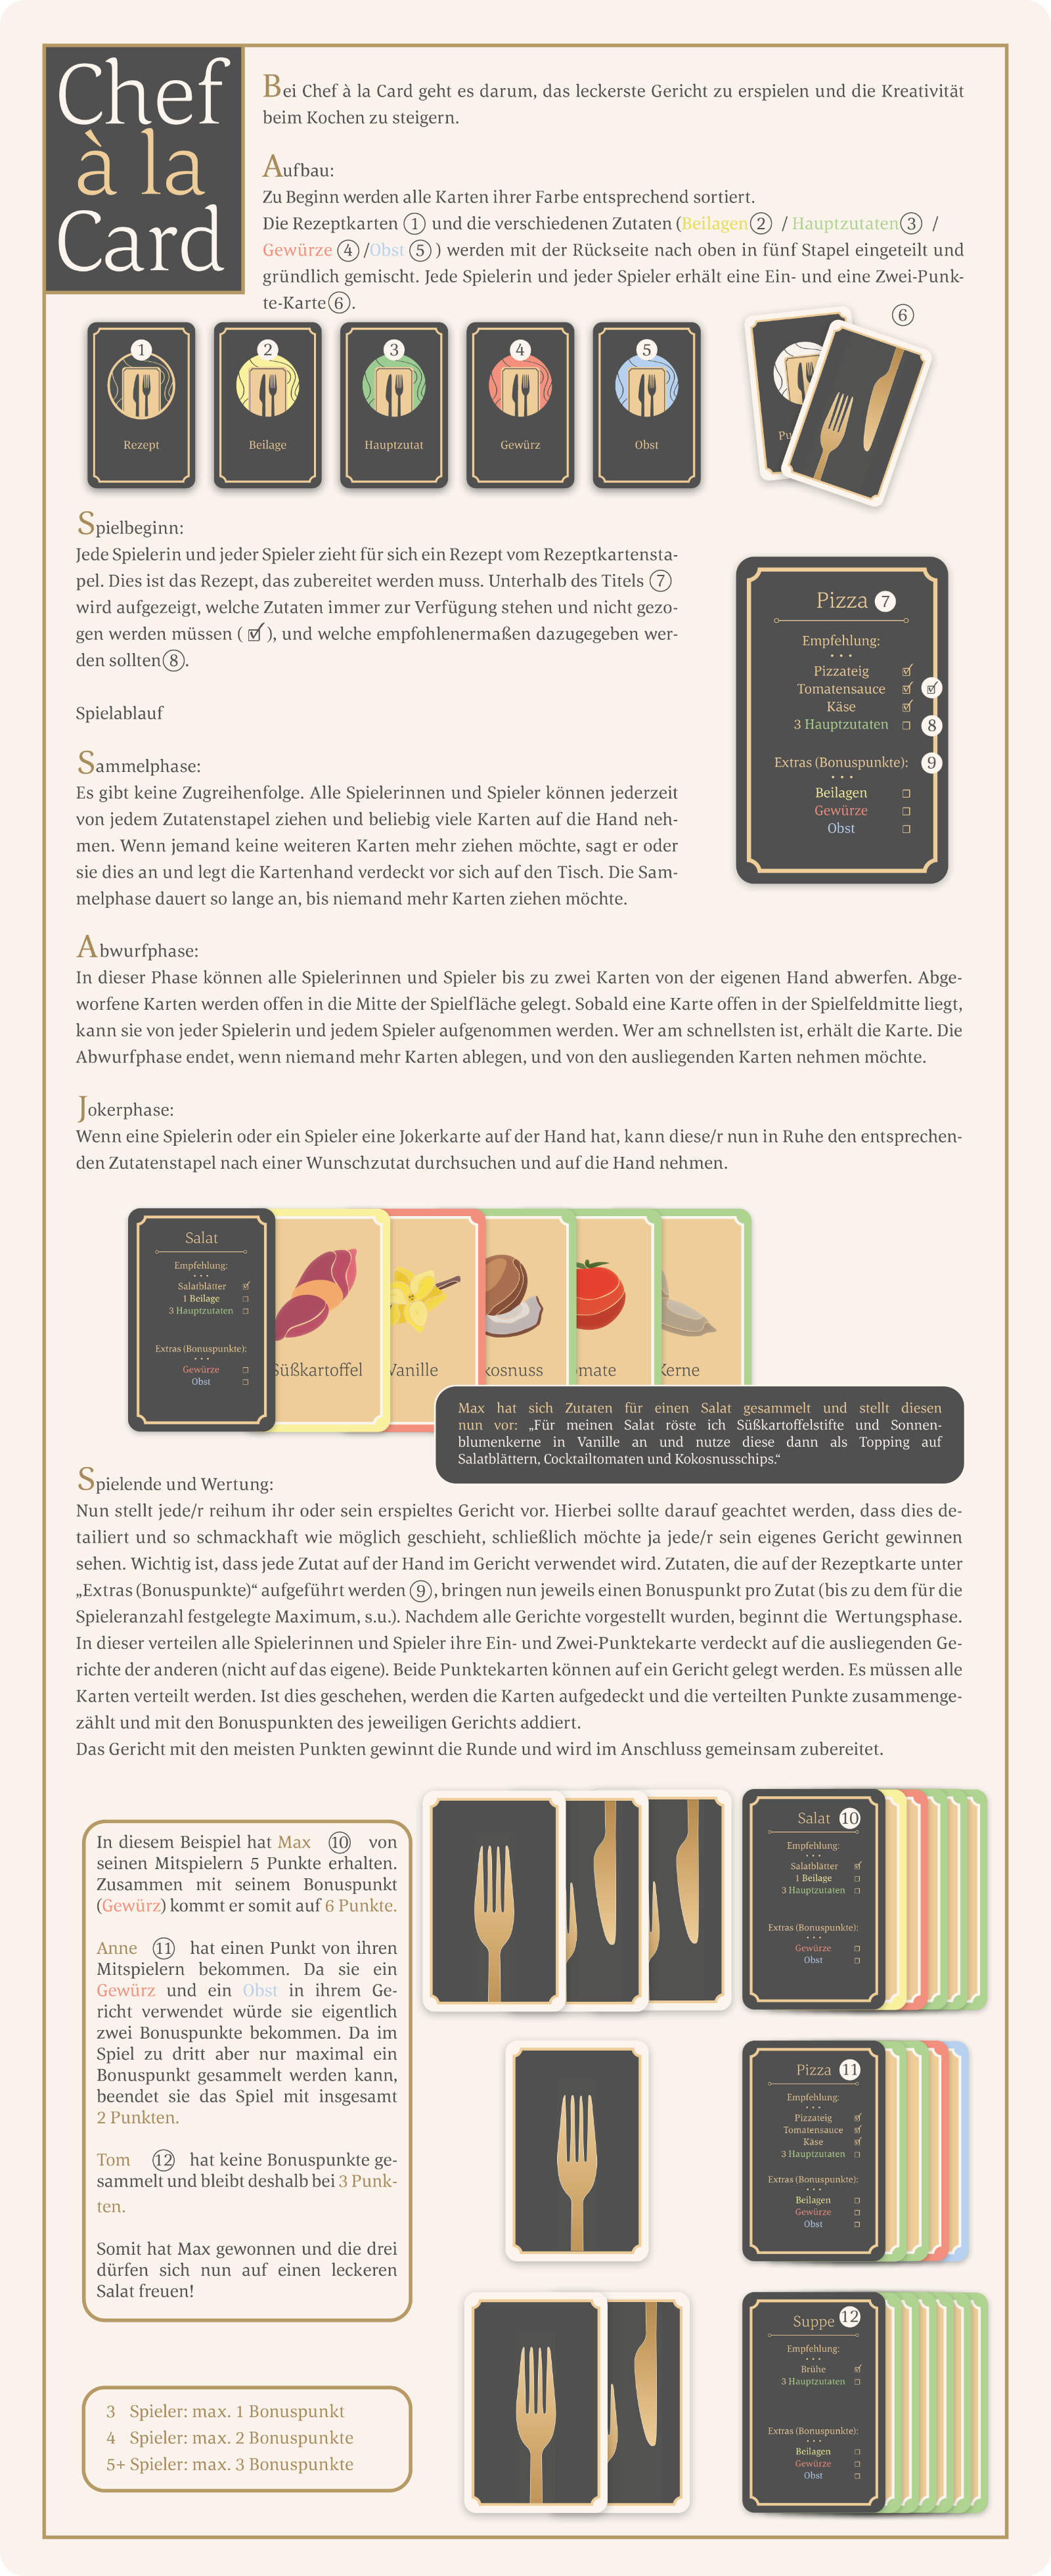 Chef
à la
Card
Bei Chef à la Card geht es darum, das leckerste Gericht zu erspielen und die Kreativität
beim Kochen zu steigern.
Aufbau:
Zu Beginn werden alle Karten ihrer Farbe entsprechend sortiert.
Die Rezeptkarten 1 und die verschiedenen Zutaten (Beilagen 2 / Hauptzutaten 3 /
Gewürze 4 /Obst 5 ) werden mit der Rückseite nach oben in fünf Stapel eingeteilt und
gründlich gemischt. Jede Spielerin und jeder Spieler erhält eine Ein- und eine Zwei-Punk-
te-Karte 6.
6
1
Rezept
2
Beilage
3
Hauptzutat
4
Gewürz
5
Obst
Pu
Spielbeginn:
Jede Spielerin und jeder Spieler zieht für sich ein Rezept vom Rezeptkartensta-
pel. Dies ist das Rezept, das zubereitet werden muss. Unterhalb des Titels 7
wird aufgezeigt, welche Zutaten immer zur Verfügung stehen und nicht gezo-
gen werden müssen ( ☑ ), und welche empfohlenermaßen dazugegeben wer-
den sollten 8.
Pizza 7
Empfehlung:
Pizzateig ☑
Tomatensauce ☑ ☑
Käse ☑
3 Hauptzutaten ☐ 8
Extras (Bonuspunkte): 9
Beilagen ☐
Gewürze ☐
Obst ☐
Spielablauf
Sammelphase:
Es gibt keine Zugreihenfolge. Alle Spielerinnen und Spieler können jederzeit
von jedem Zutatenstapel ziehen und beliebig viele Karten auf die Hand neh-
men. Wenn jemand keine weiteren Karten mehr ziehen möchte, sagt er oder
sie dies an und legt die Kartenhand verdeckt vor sich auf den Tisch. Die Sam-
melphase dauert so lange an, bis niemand mehr Karten ziehen möchte.
Abwurfphase:
In dieser Phase können alle Spielerinnen und Spieler bis zu zwei Karten von der eigenen Hand abwerfen. Abge-
worfene Karten werden offen in die Mitte der Spielfläche gelegt. Sobald eine Karte offen in der Spielfeldmitte liegt,
kann sie von jeder Spielerin und jedem Spieler aufgenommen werden. Wer am schnellsten ist, erhält die Karte. Die
Abwurfphase endet, wenn niemand mehr Karten ablegen, und von den ausliegenden Karten nehmen möchte.
Jokerphase:
Wenn eine Spielerin oder ein Spieler eine Jokerkarte auf der Hand hat, kann diese/r nun in Ruhe den entsprechen-
den Zutatenstapel nach einer Wunschzutat durchsuchen und auf die Hand nehmen.
Salat
Empfehlung:
Salatblätter ☑
1 Beilage ☐
3 Hauptzutaten ☐
Extras (Bonuspunkte):
Gewürze ☐
Obst ☐
Süßkartoffel
Vanille
kosnuss
mate
Kerne
Max hat sich Zutaten für einen Salat gesammelt und stellt diesen
nun vor: „Für meinen Salat röste ich Süßkartoffelstifte und Sonnen-
blumenkerne in Vanille an und nutze diese dann als Topping auf
Salatblättern, Cocktailtomaten und Kokosnusschips.“
Spielende und Wertung:
Nun stellt jede/r reihum ihr oder sein erspieltes Gericht vor. Hierbei sollte darauf geachtet werden, dass dies de-
tailliert und so schmackhaft wie möglich geschieht, schließlich möchte ja jede/r sein eigenes Gericht gewinnen
sehen. Wichtig ist, dass jede Zutat auf der Hand im Gericht verwendet wird. Zutaten, die auf der Rezeptkarte unter
„Extras (Bonuspunkte)“ aufgeführt werden 9, bringen nun jeweils einen Bonuspunkt pro Zutat (bis zu dem für die
Spieleranzahl festgelegte Maximum, s.u.). Nachdem alle Gerichte vorgestellt wurden, beginnt die Wertungsphase.
In dieser verteilen alle Spielerinnen und Spieler ihre Ein- und Zwei-Punktekarte verdeckt auf die ausliegenden Ge-
richte der anderen (nicht auf das eigene). Beide Punktekarten können auf ein Gericht gelegt werden. Es müssen alle
Karten verteilt werden. Ist dies geschehen, werden die Karten aufgedeckt und die verteilten Punkte zusammenge-
zählt und mit den Bonuspunkten des jeweiligen Gerichts addiert.
Das Gericht mit den meisten Punkten gewinnt die Runde und wird im Anschluss gemeinsam zubereitet.
In diesem Beispiel hat Max 10 von
seinen Mitspielern 5 Punkte erhalten.
Zusammen mit seinem Bonuspunkt
(Gewürz) kommt er somit auf 6 Punkte.
Anne 11 hat einen Punkt von ihren
Mitspielern bekommen. Da sie ein
Gewürz und ein Obst in ihrem Ge-
richt verwendet würde sie eigentlich
zwei Bonuspunkte bekommen. Da im
Spiel zu dritt aber nur maximal ein
Bonuspunkt gesammelt werden kann,
beendet sie das Spiel mit insgesamt
2 Punkten.
Tom 12 hat keine Bonuspunkte ge-
sammelt und bleibt deshalb bei 3 Punk-
ten.
Somit hat Max gewonnen und die drei
dürfen sich nun auf einen leckeren
Salat freuen!
3 Spieler: max. 1 Bonuspunkt
4 Spieler: max. 2 Bonuspunkte
5+ Spieler: max. 3 Bonuspunkte
Salat 10
Empfehlung:
Salatblätter ☑
1 Beilage ☐
3 Hauptzutaten ☐
Extras (Bonuspunkte):
Gewürze ☐
Obst ☐
Pizza 11
Empfehlung:
Pizzateig ☑
Tomatensauce ☑
Käse ☑
3 Hauptzutaten ☐
Extras (Bonuspunkte):
Beilagen ☐
Gewürze ☐
Obst ☐
Suppe 12
Empfehlung:
Brühe ☑
3 Hauptzutaten ☐
Extras (Bonuspunkte):
Beilagen ☐
Gewürze ☐
Obst ☐